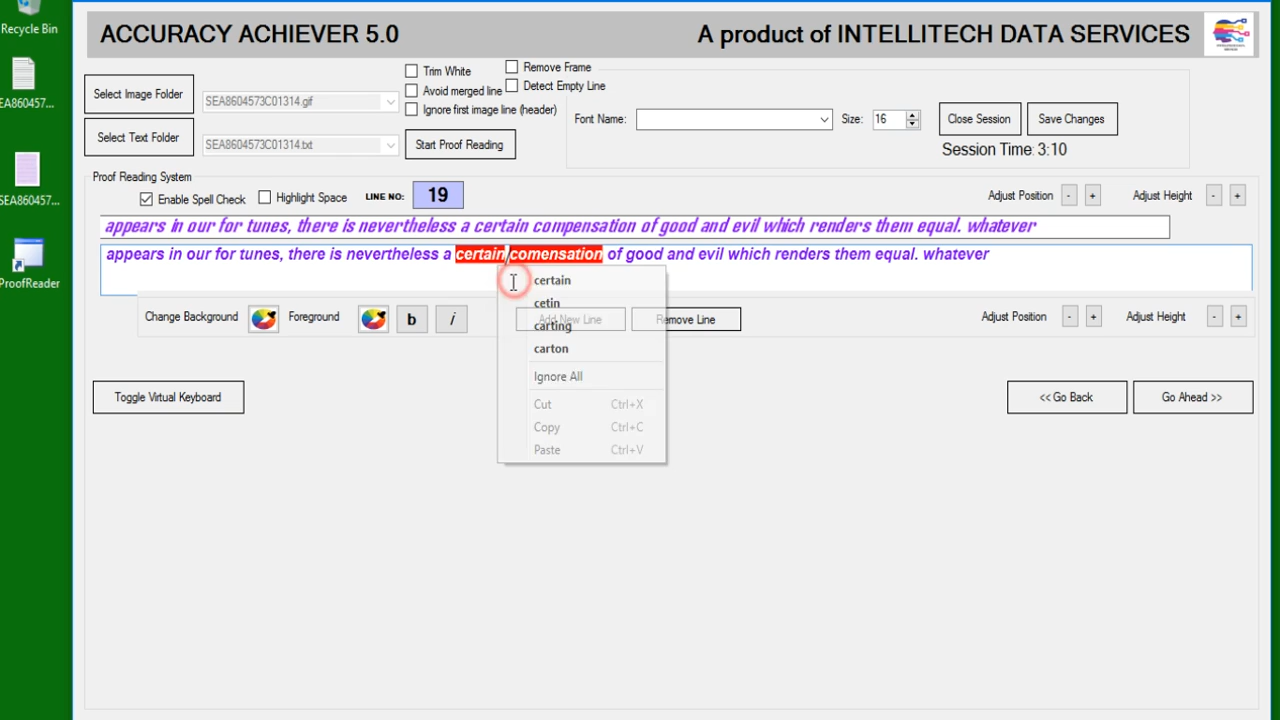 Recycle Bin
SEA860457...
SEA860457...
ProofReader
ACCURACY ACHIEVER 5.0
A product of INTELLITECH DATA SERVICES
Select Image Folder
SEA8604573C01314.gif
Trim White
Remove Frame
Avoid merged line
Detect Empty Line
Ignore first image line (header)
Select Text Folder
SEA8604573C01314.txt
Start Proof Reading
Font Name:
Size: 16
Close Session
Save Changes
Session Time: 3:10
Proof Reading System
Enable Spell Check
Highlight Space
LINE NO: 19
Adjust Position - +
Adjust Height - +
appears in our for tunes, there is nevertheless a certain compensation of good and evil which renders them equal. whatever
appears in our for tunes, there is nevertheless a certain comensation of good and evil which renders them equal. whatever
certain
cetin
carting
carton
Ignore All
Cut Ctrl+X
Copy Ctrl+C
Paste Ctrl+V
Change Background
Foreground
b
i
Add New Line
Remove Line
Adjust Position - +
Adjust Height - +
Toggle Virtual Keyboard
<< Go Back
Go Ahead >>